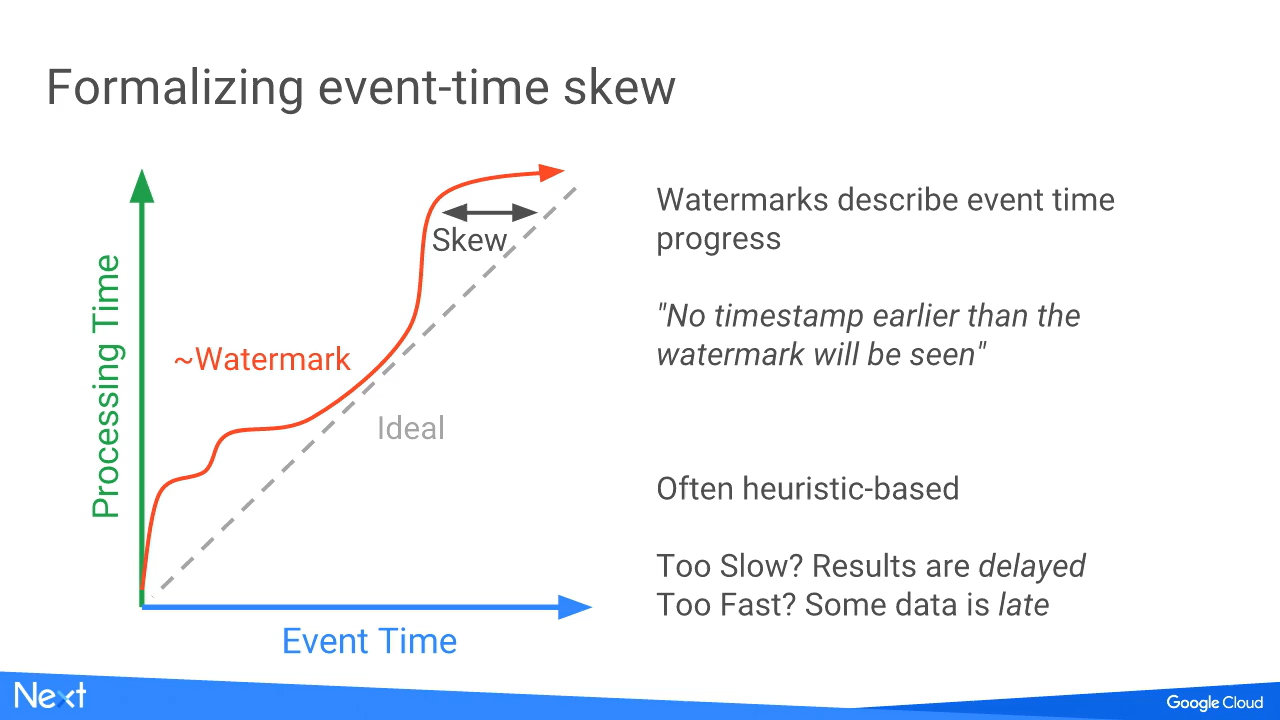 Formalizing event-time skew
Processing Time
~Watermark
Skew
Ideal
Event Time
Watermarks describe event time
progress
"No timestamp earlier than the
watermark will be seen"
Often heuristic-based
Too Slow? Results are delayed
Too Fast? Some data is late
Next
Google Cloud